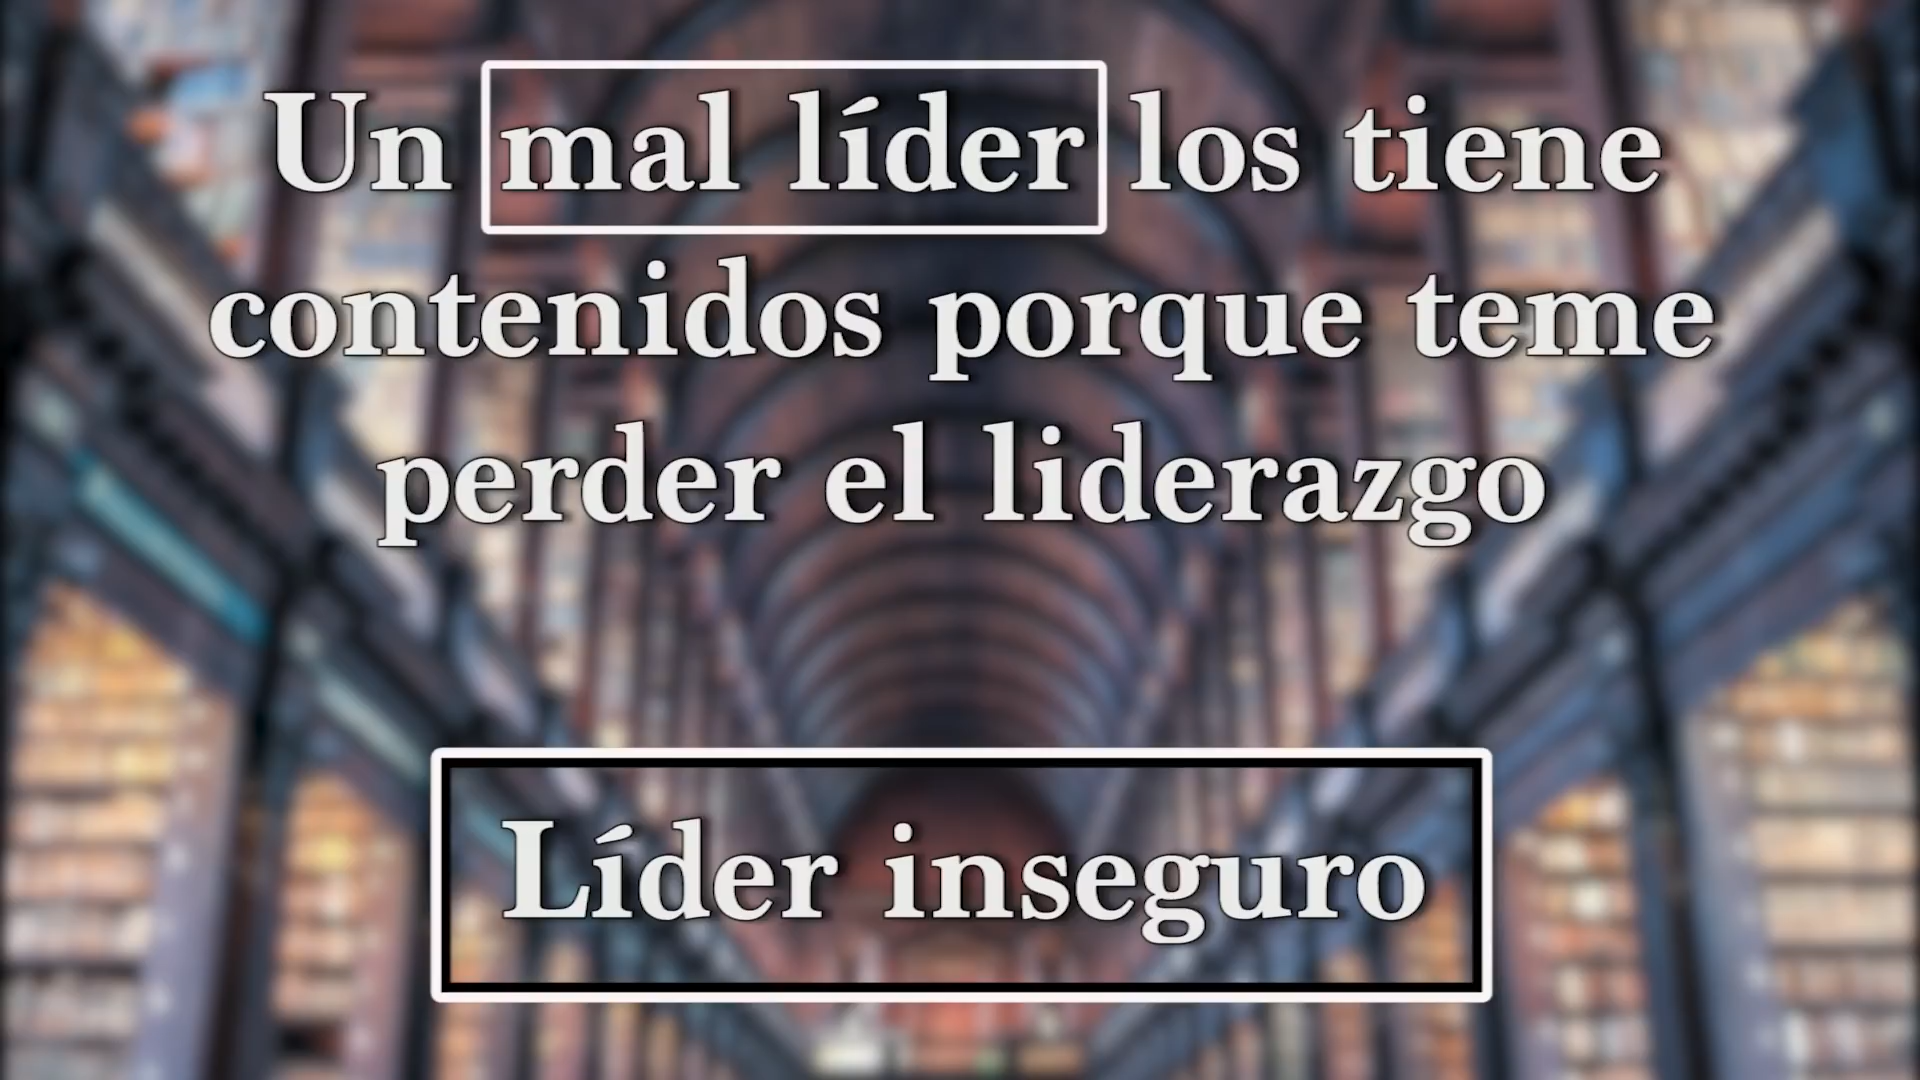 Un mal líder los tiene
contenidos porque teme
perder el liderazgo
Líder inseguro